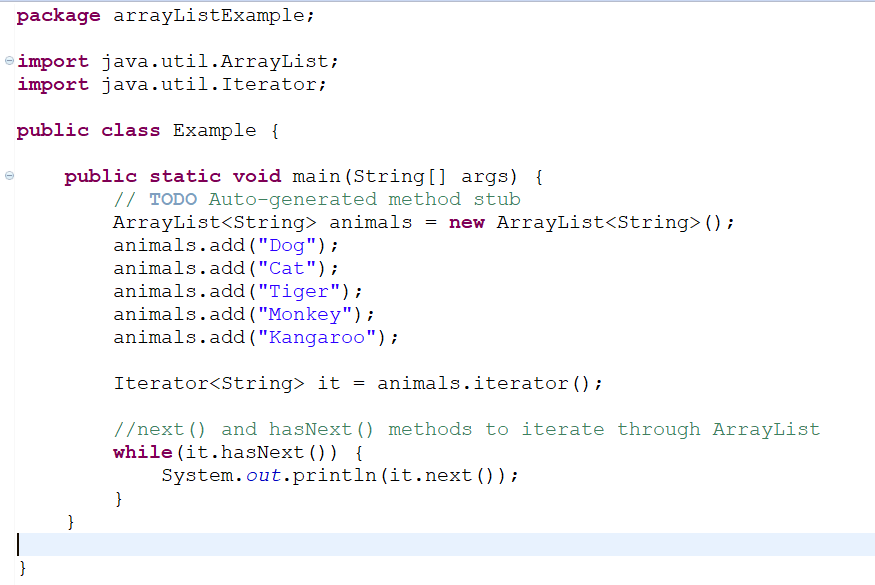 package arrayListExample;
import java.util.ArrayList;
import java.util.Iterator;
public class Example {
public static void main(String[] args) {
// TODO Auto-generated method stub
ArrayList<String> animals = new ArrayList<String>();
animals.add("Dog");
animals.add("Cat");
animals.add("Tiger");
animals.add("Monkey");
animals.add("Kangaroo");
Iterator<String> it = animals.iterator();
//next() and hasNext() methods to iterate through ArrayList
while(it.hasNext()) {
System.out.println(it.next());
}
}
}